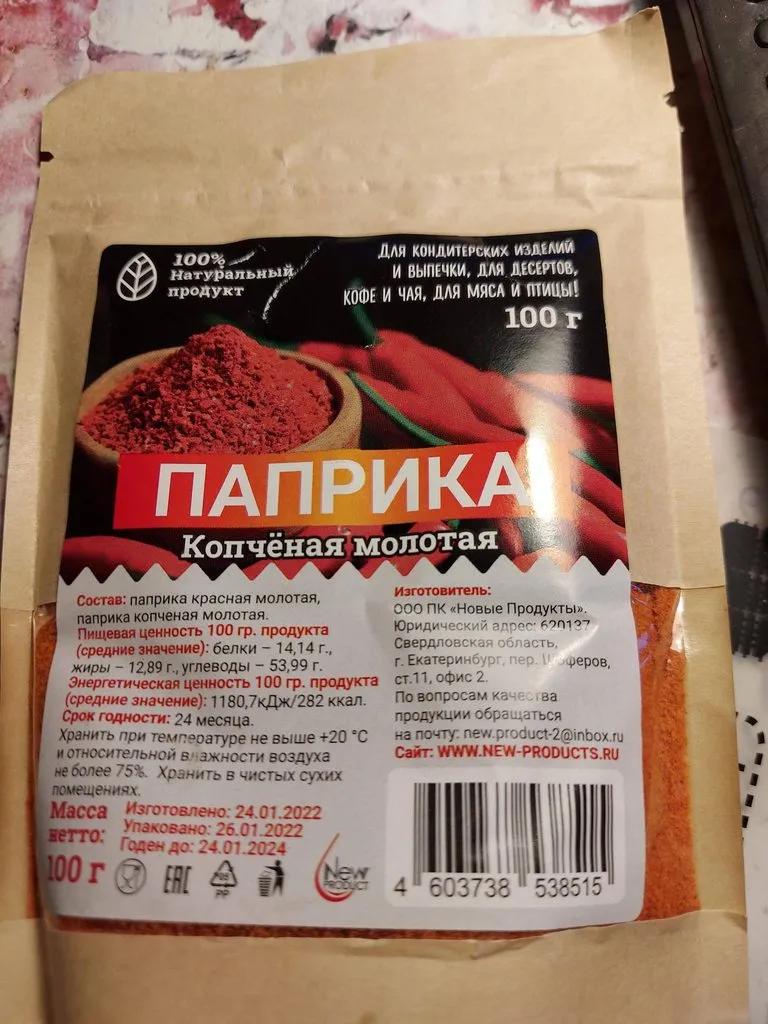 100%
Натуральный
продукт
Для кондитерских изделий
и выпечки, для десертов,
кофе и чая, для мяса и птицы!
100 г
ПАПРИКА
Копчёная молотая
Состав: паприка красная молотая,
паприка копченая молотая.
Пищевая ценность 100 гр. продукта
(средние значение): белки – 14,14 г.,
жиры – 12,89 г., углеводы – 53,99 г.
Энергетическая ценность 100 гр. продукта
(средние значение): 1180,7кДж/282 ккал.
Срок годности: 24 месяца.
Хранить при температуре не выше +20 °С
и относительной влажности воздуха
не более 75%. Хранить в чистых сухих
помещениях.
Масса
нетто:
100 г
Изготовлено: 24.01.2022
Упаковано: 26.01.2022
Годен до: 24.01.2024
EAC
PP
New
PRODUCT
Изготовитель:
ООО ПК «Новые Продукты».
Юридический адрес: 620137
Свердловская область,
г. Екатеринбург, пер. Шоферов,
ст.11, офис 2.
По вопросам качества
продукции обращаться
на почту: new.product-2@inbox.ru
Сайт: WWW.NEW-PRODUCTS.RU
4 603738 538515